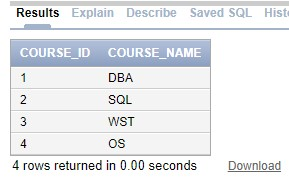 Results Explain Describe Saved SQL Histo
COURSE_ID COURSE_NAME
1 DBA
2 SQL
3 WST
4 OS
4 rows returned in 0.00 seconds Download